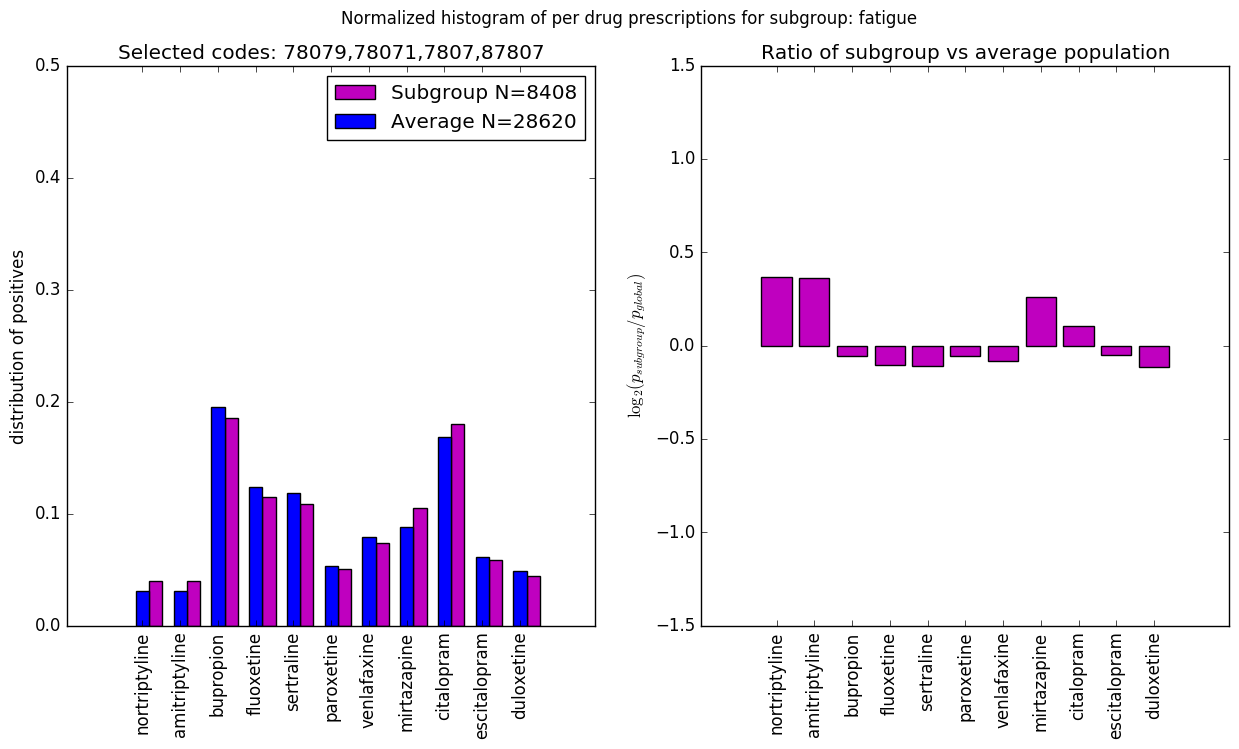 Normalized histogram of per drug prescriptions for subgroup: fatigue
Selected codes: 78079,78071,7807,87807
0.5
0.4
0.3
0.2
0.1
0.0
distribution of positives
Subgroup N=8408
Average N=28620
nortriptyline
amitriptyline
bupropion
fluoxetine
sertraline
paroxetine
venlafaxine
mirtazapine
citalopram
escitalopram
duloxetine
Ratio of subgroup vs average population
1.5
1.0
0.5
0.0
−0.5
−1.0
−1.5
log₂(p_subgroup/p_global)
nortriptyline
amitriptyline
bupropion
fluoxetine
sertraline
paroxetine
venlafaxine
mirtazapine
citalopram
escitalopram
duloxetine